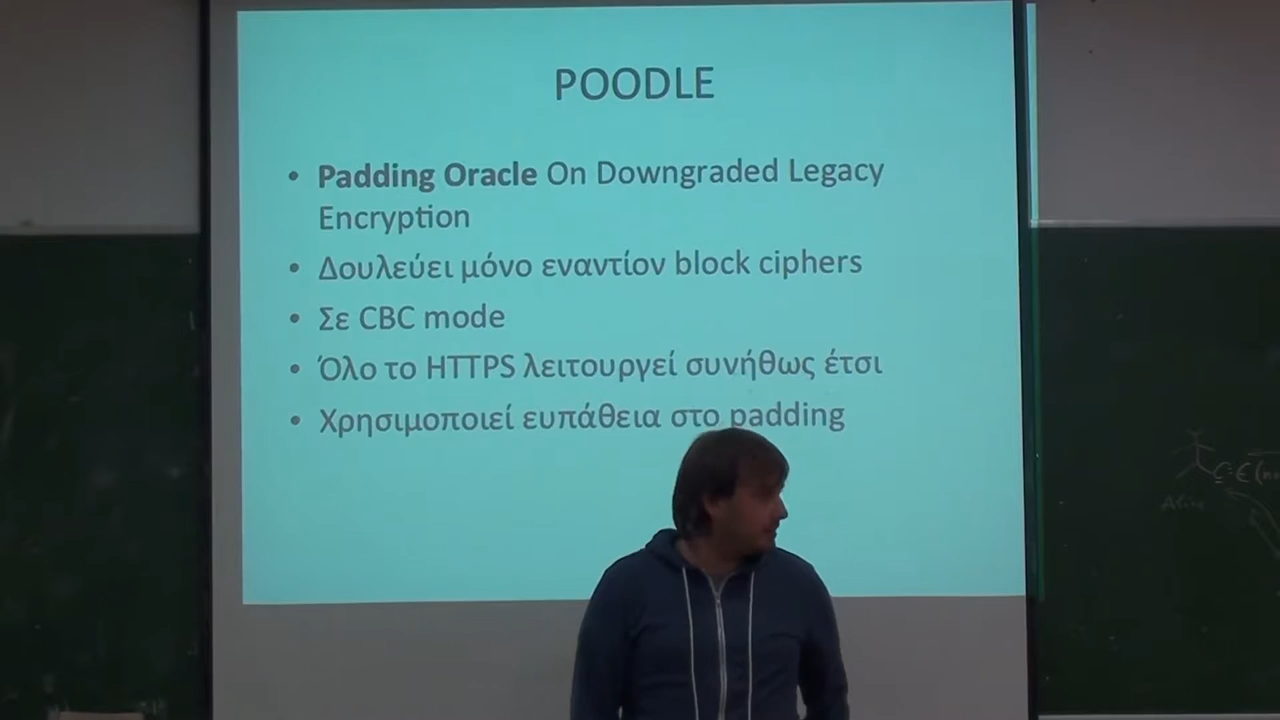 POODLE
• Padding Oracle On Downgraded Legacy
Encryption
• Δουλεύει μόνο εναντίον block ciphers
• Σε CBC mode
• Όλο το HTTPS λειτουργεί συνήθως έτσι
• Χρησιμοποιεί ευπάθεια στο padding
Alice